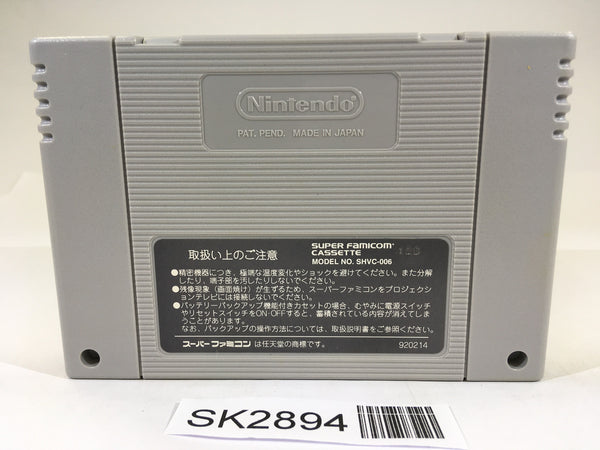 Nintendo®
PAT. PEND. MADE IN JAPAN
取扱い上のご注意
SUPER FAMICOM™
CASSETTE
MODEL NO. SHVC-006
●精密機器につき、極端な温度変化やショックを避けてください。また分解
したり、端子部を汚したりしないでください。
●残像現象(画面焼け)が生ずるため、スーパーファミコンをプロジェクシ
ョンテレビには接続しないでください。
●バッテリーバックアップ機能付きカセットの場合、むやみに電源スイッチ
やリセットスイッチをON・OFFすると、蓄積されている内容が消えてしま
うことがあります。
なお、バックアップの操作方法については、取扱説明書をご参照ください。
スーパーファミコン は任天堂の商標です。
920214
SK2894